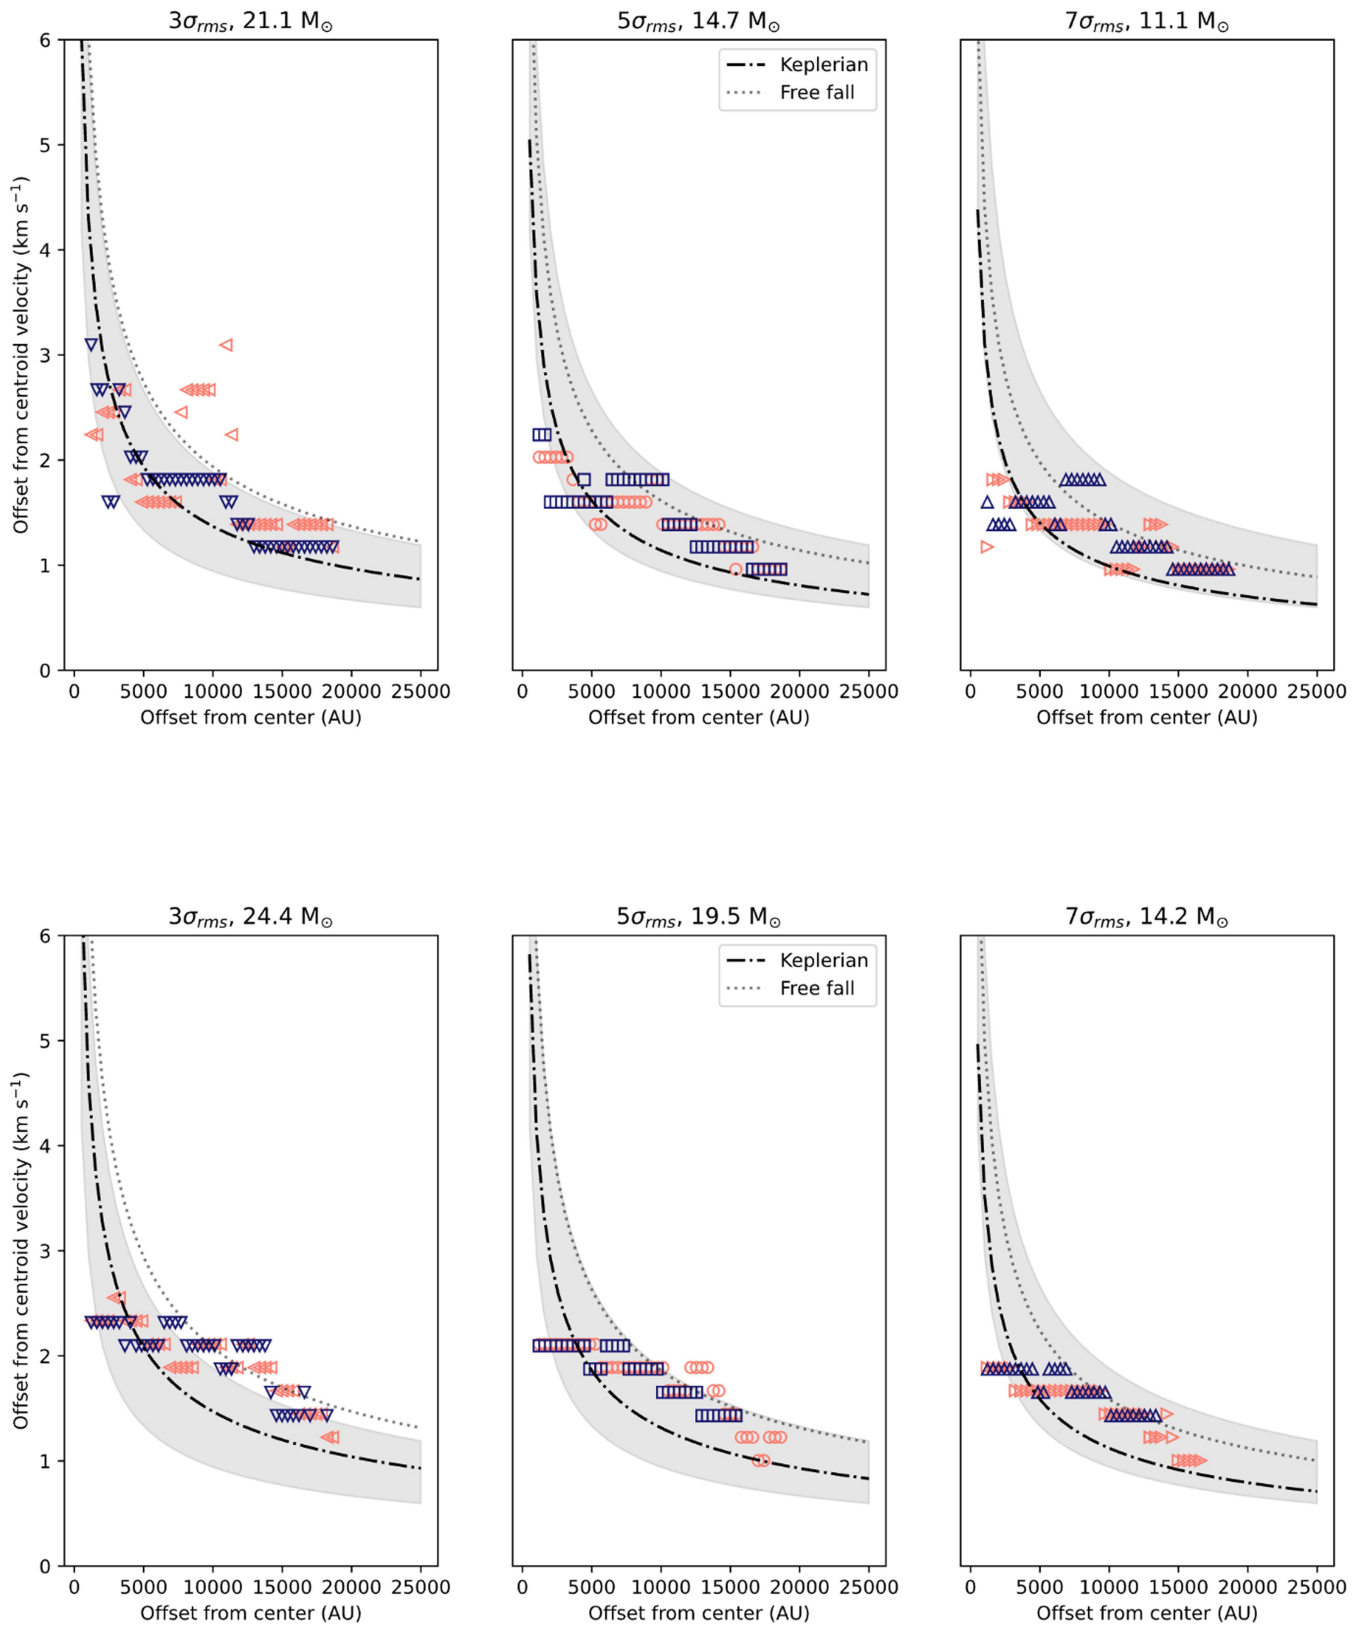 3σrms, 21.1 M⊙
5σrms, 14.7 M⊙
7σrms, 11.1 M⊙
Offset from centroid velocity (km s⁻¹)
6
5
4
3
2
1
0
Keplerian
Free fall
0 5000 10000 15000 20000 25000
0 5000 10000 15000 20000 25000
0 5000 10000 15000 20000 25000
Offset from center (AU)
Offset from center (AU)
Offset from center (AU)
3σrms, 24.4 M⊙
5σrms, 19.5 M⊙
7σrms, 14.2 M⊙
Offset from centroid velocity (km s⁻¹)
6
5
4
3
2
1
0
Keplerian
Free fall
0 5000 10000 15000 20000 25000
0 5000 10000 15000 20000 25000
0 5000 10000 15000 20000 25000
Offset from center (AU)
Offset from center (AU)
Offset from center (AU)